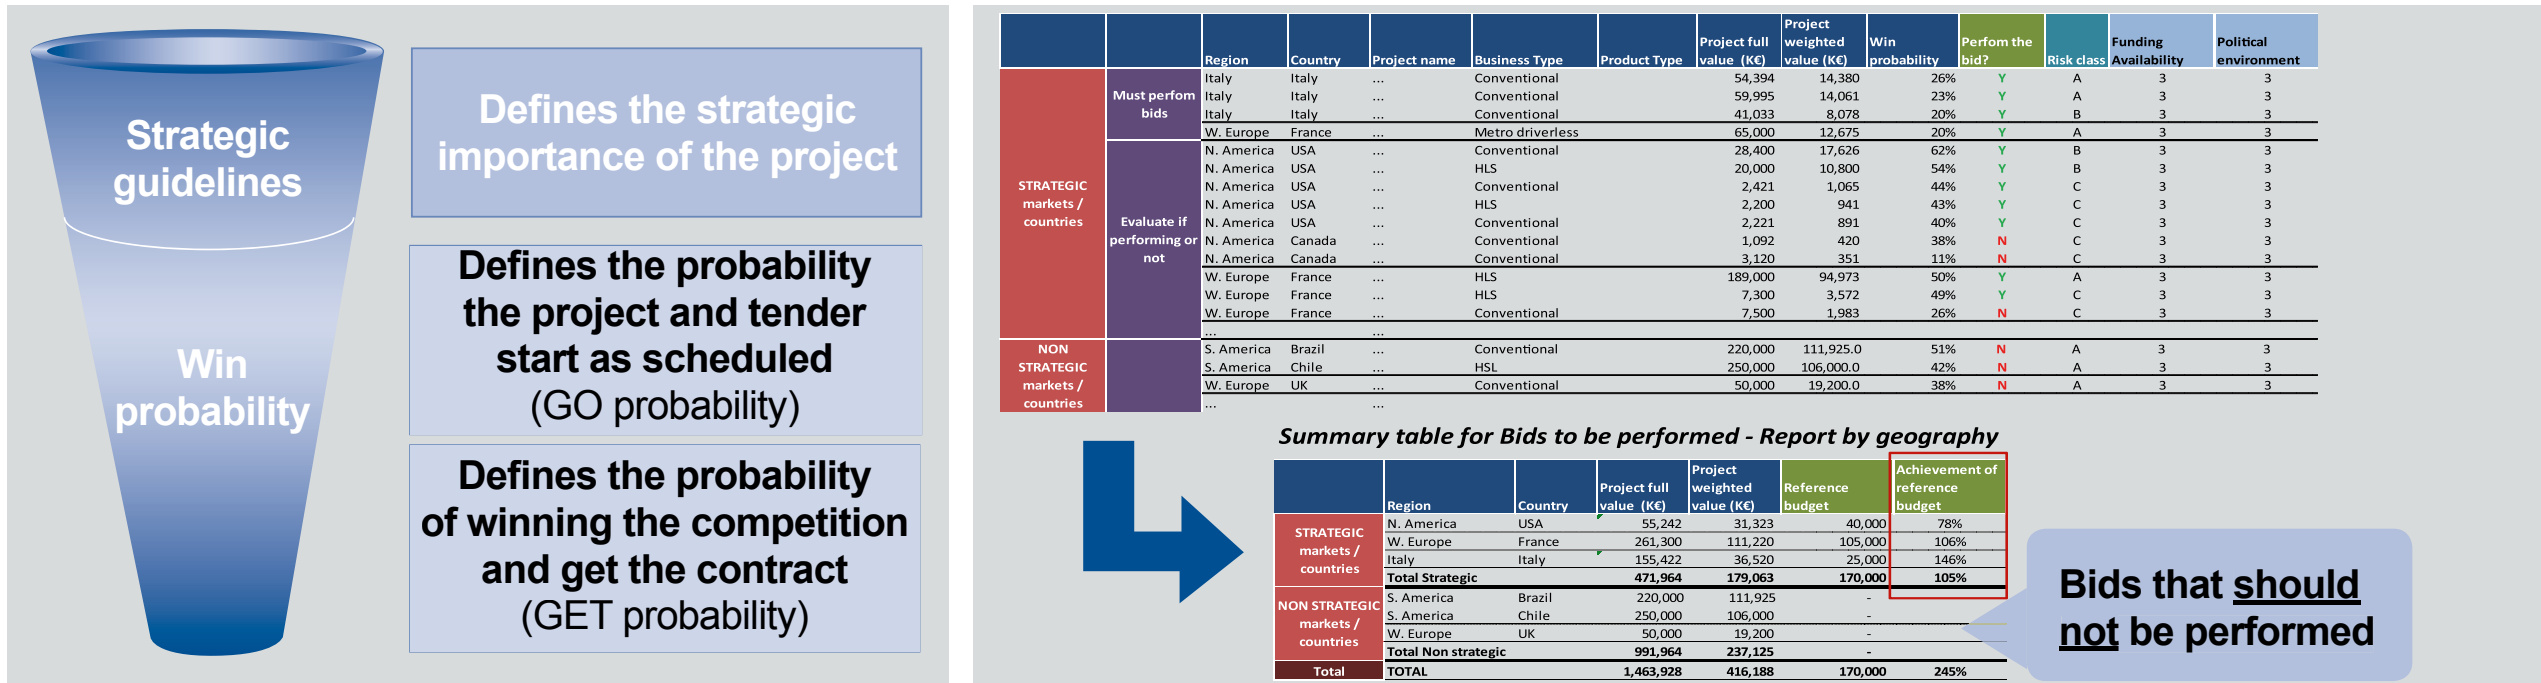 Strategic
guidelines
Win
probability
Defines the strategic
importance of the project
Defines the probability
the project and tender
start as scheduled
(GO probability)
Defines the probability
of winning the competition
and get the contract
(GET probability)
Region Country Project name Business Type Product Type Project full value (K€) Project weighted value (K€) Win probability Perfom the bid? Risk class Funding Availability Political environment
STRATEGIC
markets /
countries
Must perfom
bids
Italy Italy ... Conventional 54,394 14,380 26% Y A 3 3
Italy Italy ... Conventional 59,995 14,061 23% Y A 3 3
Italy Italy ... Conventional 41,033 8,078 20% Y B 3 3
W. Europe France ... Metro driverless 65,000 12,675 20% Y A 3 3
Evaluate if
performing or
not
N. America USA ... Conventional 28,400 17,626 62% Y B 3 3
N. America USA ... HLS 20,000 10,800 54% Y B 3 3
N. America USA ... Conventional 2,421 1,065 44% Y C 3 3
N. America USA ... HLS 2,200 941 43% Y C 3 3
N. America USA ... Conventional 2,221 891 40% Y C 3 3
N. America Canada ... Conventional 1,092 420 38% N C 3 3
N. America Canada ... Conventional 3,120 351 11% N C 3 3
W. Europe France ... HLS 189,000 94,973 50% Y A 3 3
W. Europe France ... HLS 7,300 3,572 49% Y C 3 3
W. Europe France ... Conventional 7,500 1,983 26% N C 3 3
... ...
NON
STRATEGIC
markets /
countries
S. America Brazil ... Conventional 220,000 111,925.0 51% N A 3 3
S. America Chile ... HSL 250,000 106,000.0 42% N A 3 3
W. Europe UK ... Conventional 50,000 19,200.0 38% N A 3 3
... ...
Summary table for Bids to be performed - Report by geography
Region Country Project full value (K€) Project weighted value (K€) Reference budget Achievement of reference budget
STRATEGIC
markets /
countries
N. America USA 55,242 31,323 40,000 78%
W. Europe France 261,300 111,220 105,000 106%
Italy Italy 155,422 36,520 25,000 146%
Total Strategic 471,964 179,063 170,000 105%
NON STRATEGIC
markets /
countries
S. America Brazil 220,000 111,925 -
S. America Chile 250,000 106,000 -
W. Europe UK 50,000 19,200 -
Total Non strategic 991,964 237,125 -
Total TOTAL 1,463,928 416,188 170,000 245%
Bids that should
not be performed